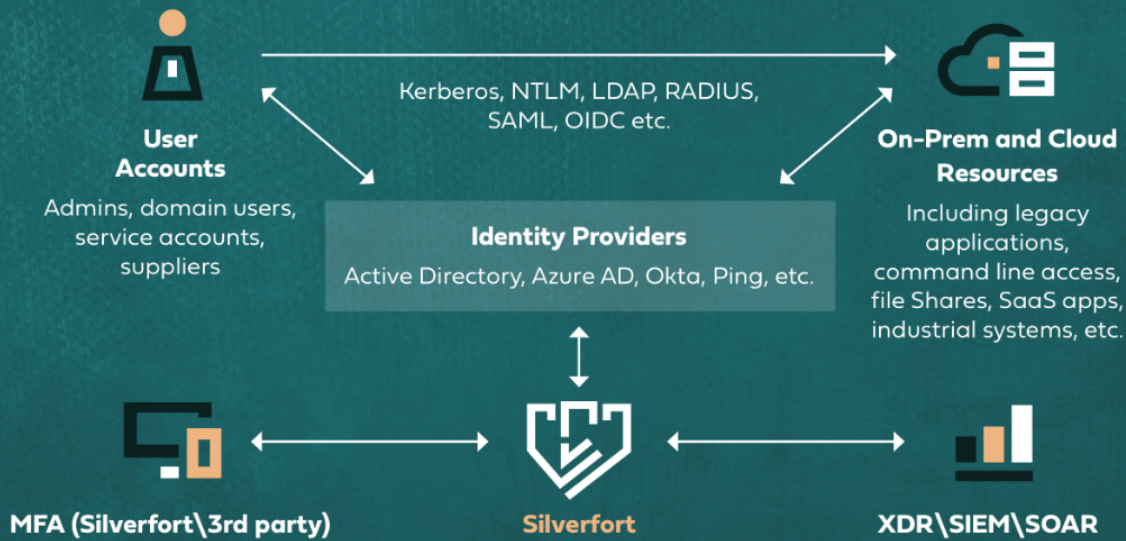 Kerberos, NTLM, LDAP, RADIUS,
SAML, OIDC etc.
User
Accounts
Admins, domain users,
service accounts,
suppliers
On-Prem and Cloud
Resources
Including legacy
applications,
command line access,
file Shares, SaaS apps,
industrial systems, etc.
Identity Providers
Active Directory, Azure AD, Okta, Ping, etc.
MFA (Silverfort\3rd party)
Silverfort
XDR\SIEM\SOAR